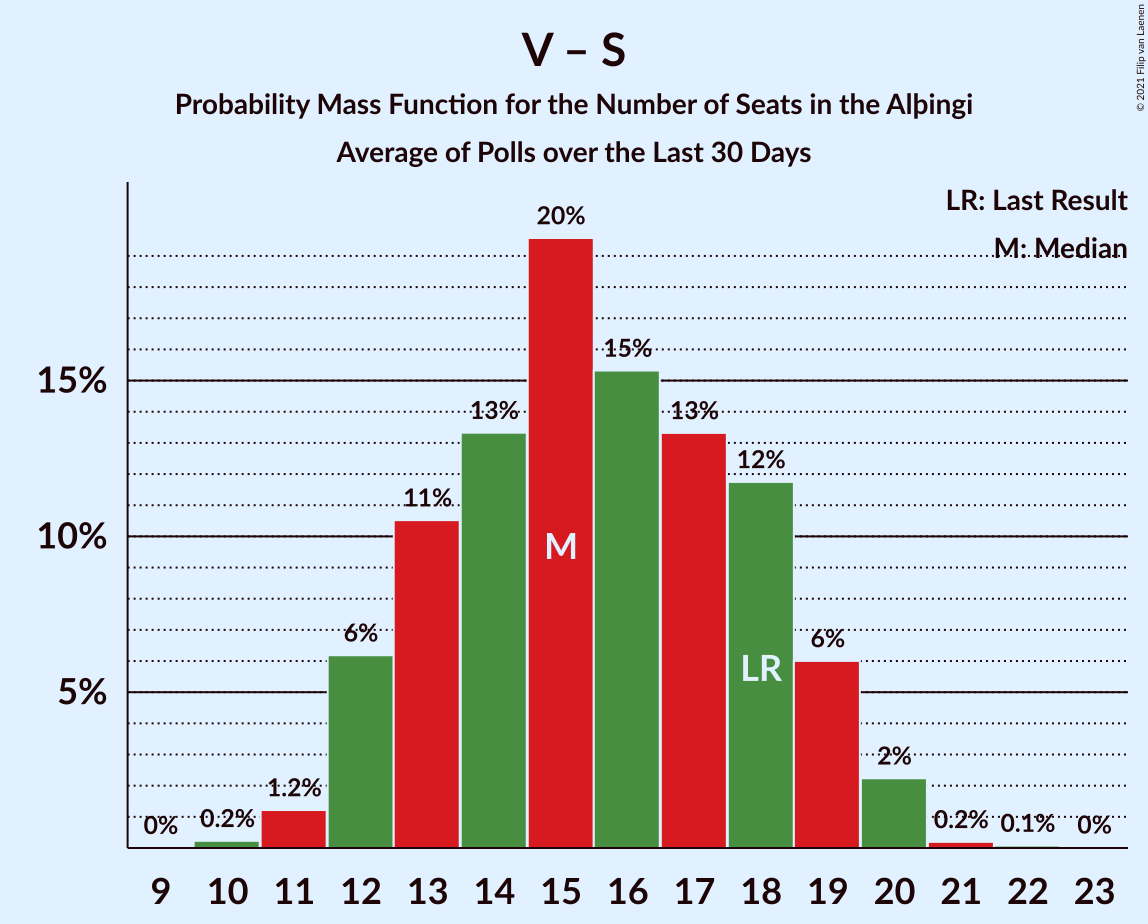 V – S
Probability Mass Function for the Number of Seats in the Alþingi
Average of Polls over the Last 30 Days
© 2021 Filip van Laenen
LR: Last Result
M: Median
15%
10%
5%
0%
0.2%
1.2%
6%
11%
13%
20%
15%
13%
12%
6%
2%
0.2%
0.1%
0%
M
LR
9 10 11 12 13 14 15 16 17 18 19 20 21 22 23